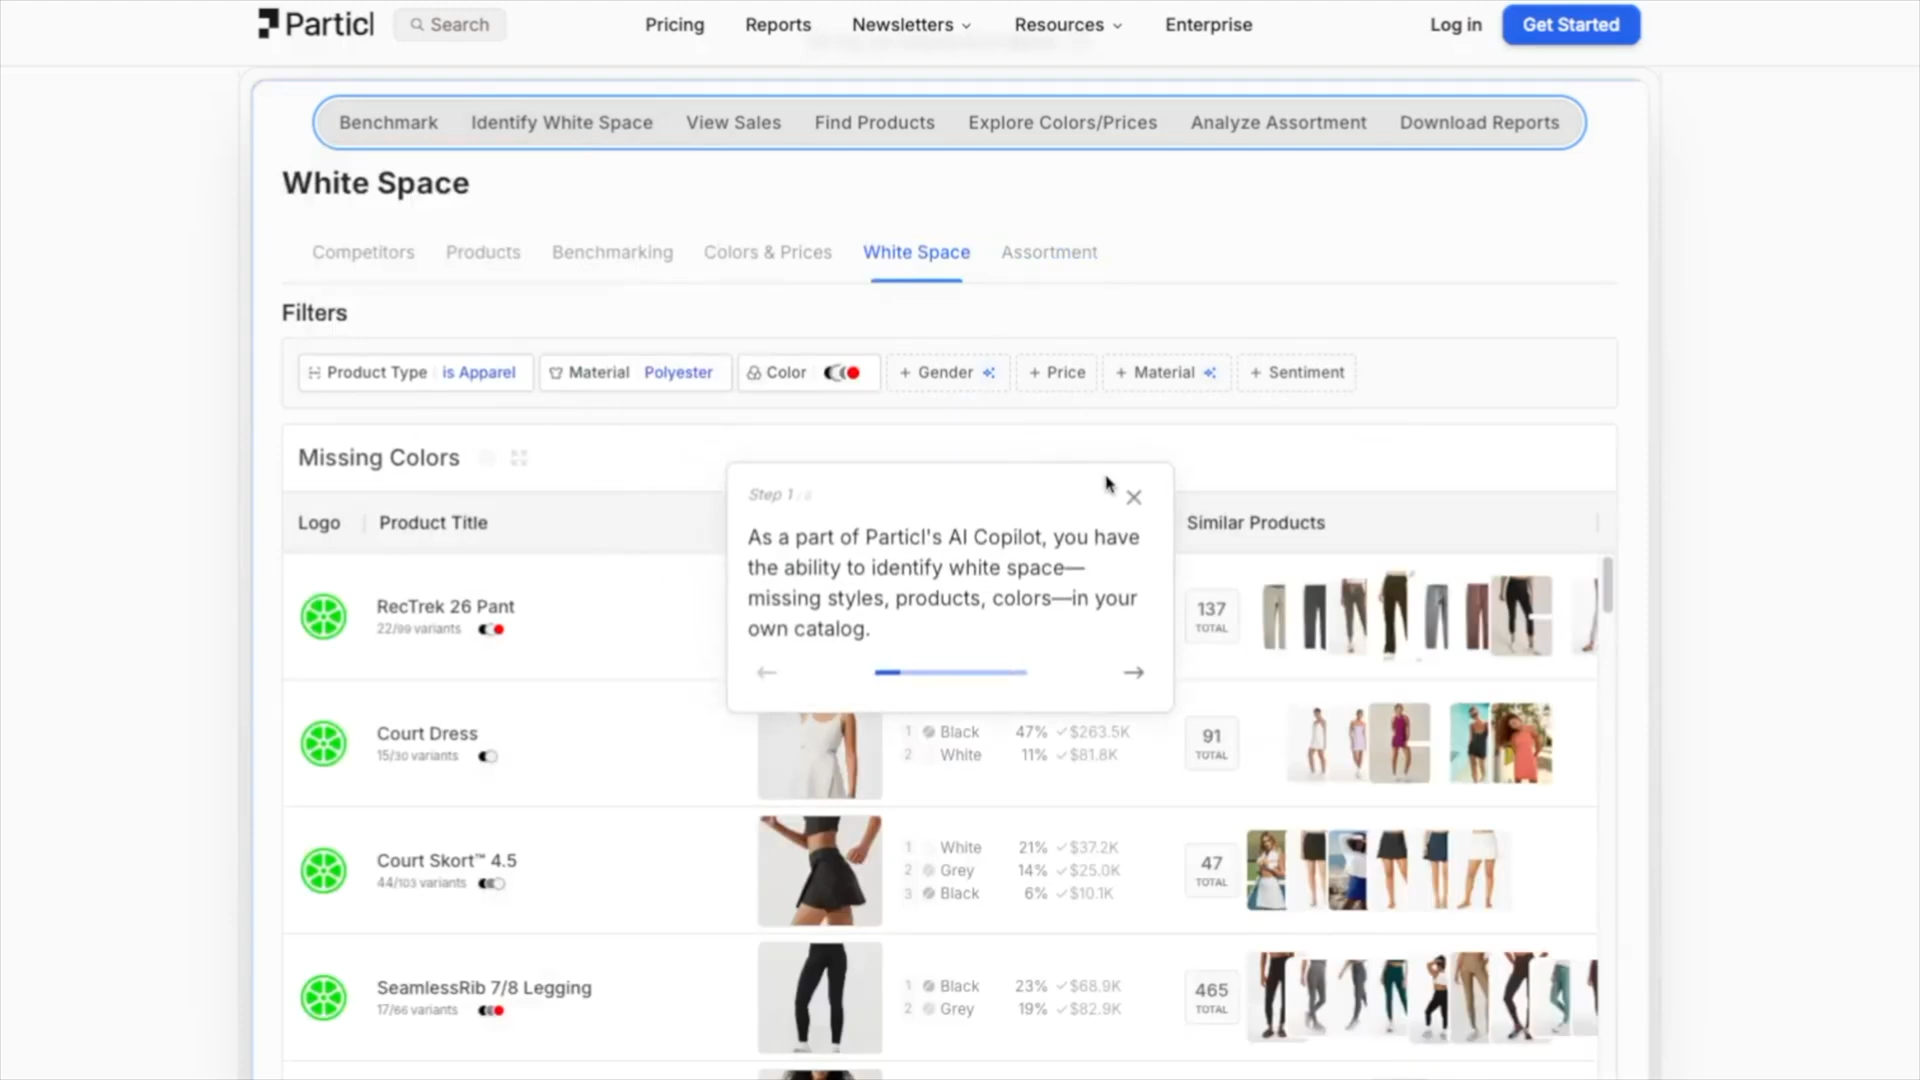 Particl
Search
Pricing
Reports
Newsletters
Resources
Enterprise
Log in
Get Started
Benchmark
Identify White Space
View Sales
Find Products
Explore Colors/Prices
Analyze Assortment
Download Reports
White Space
Competitors
Products
Benchmarking
Colors & Prices
White Space
Assortment
Filters
Product Type is Apparel
Material Polyester
Color
+ Gender
+ Price
+ Material
+ Sentiment
Missing Colors
Step 1
As a part of Particl's AI Copilot, you have
the ability to identify white space—
missing styles, products, colors—in your
own catalog.
Logo
Product Title
Similar Products
RecTrek 26 Pant
22/99 variants
137
TOTAL
Court Dress
15/30 variants
1 Black 47% $263.5K
2 White 11% $81.8K
91
TOTAL
Court Skort™ 4.5
44/103 variants
1 White 21% $37.2K
2 Grey 14% $25.0K
3 Black 6% $10.1K
47
TOTAL
SeamlessRib 7/8 Legging
17/66 variants
1 Black 23% $68.9K
2 Grey 19% $82.9K
465
TOTAL